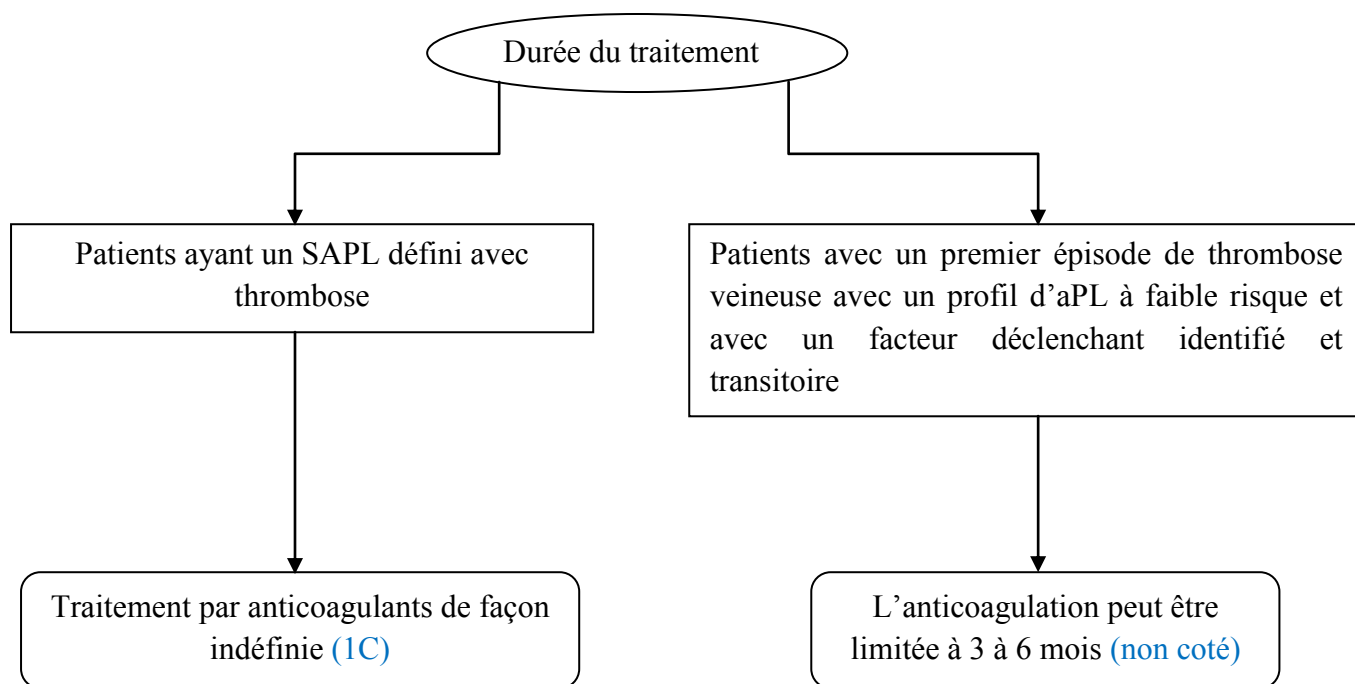 Durée du traitement
Patients ayant un SAPL défini avec
thrombose
Patients avec un premier épisode de thrombose
veineuse avec un profil d’aPL à faible risque et
avec un facteur déclenchant identifié et
transitoire
Traitement par anticoagulants de façon
indéfinie (1C)
L’anticoagulation peut être
limitée à 3 à 6 mois (non coté)